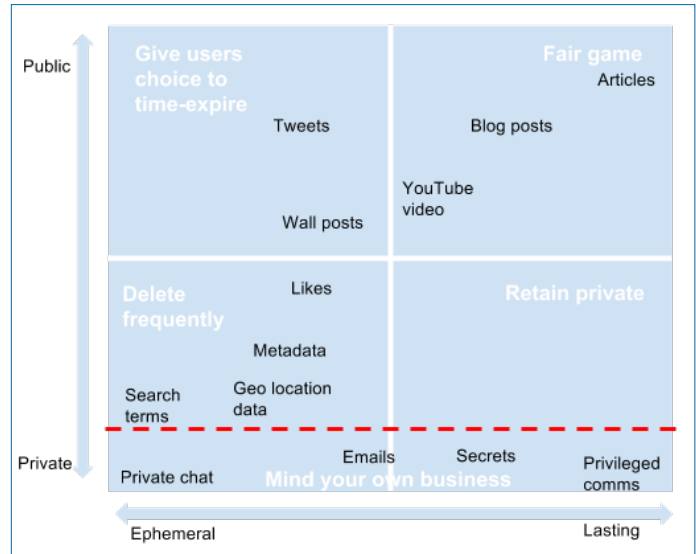 Public
Give users
choice to
time-expire
Fair game
Articles
Tweets
Blog posts
YouTube
video
Wall posts
Delete
frequently
Likes
Retain private
Metadata
Search
terms
Geo location
data
Private
Private chat
Emails
Secrets
Privileged
comms
Mind your own business
Ephemeral
Lasting